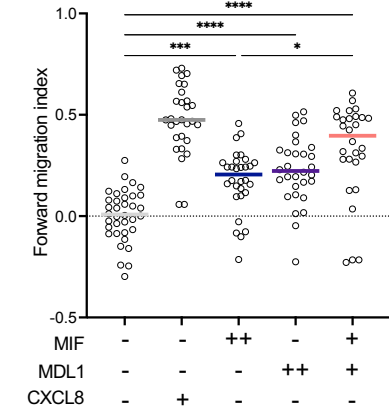 ****
****
*** *
1.0
0.5
0.0
-0.5
Forward migration index
MIF - - ++ - +
MDL1 - - - ++ +
CXCL8 - + - - -